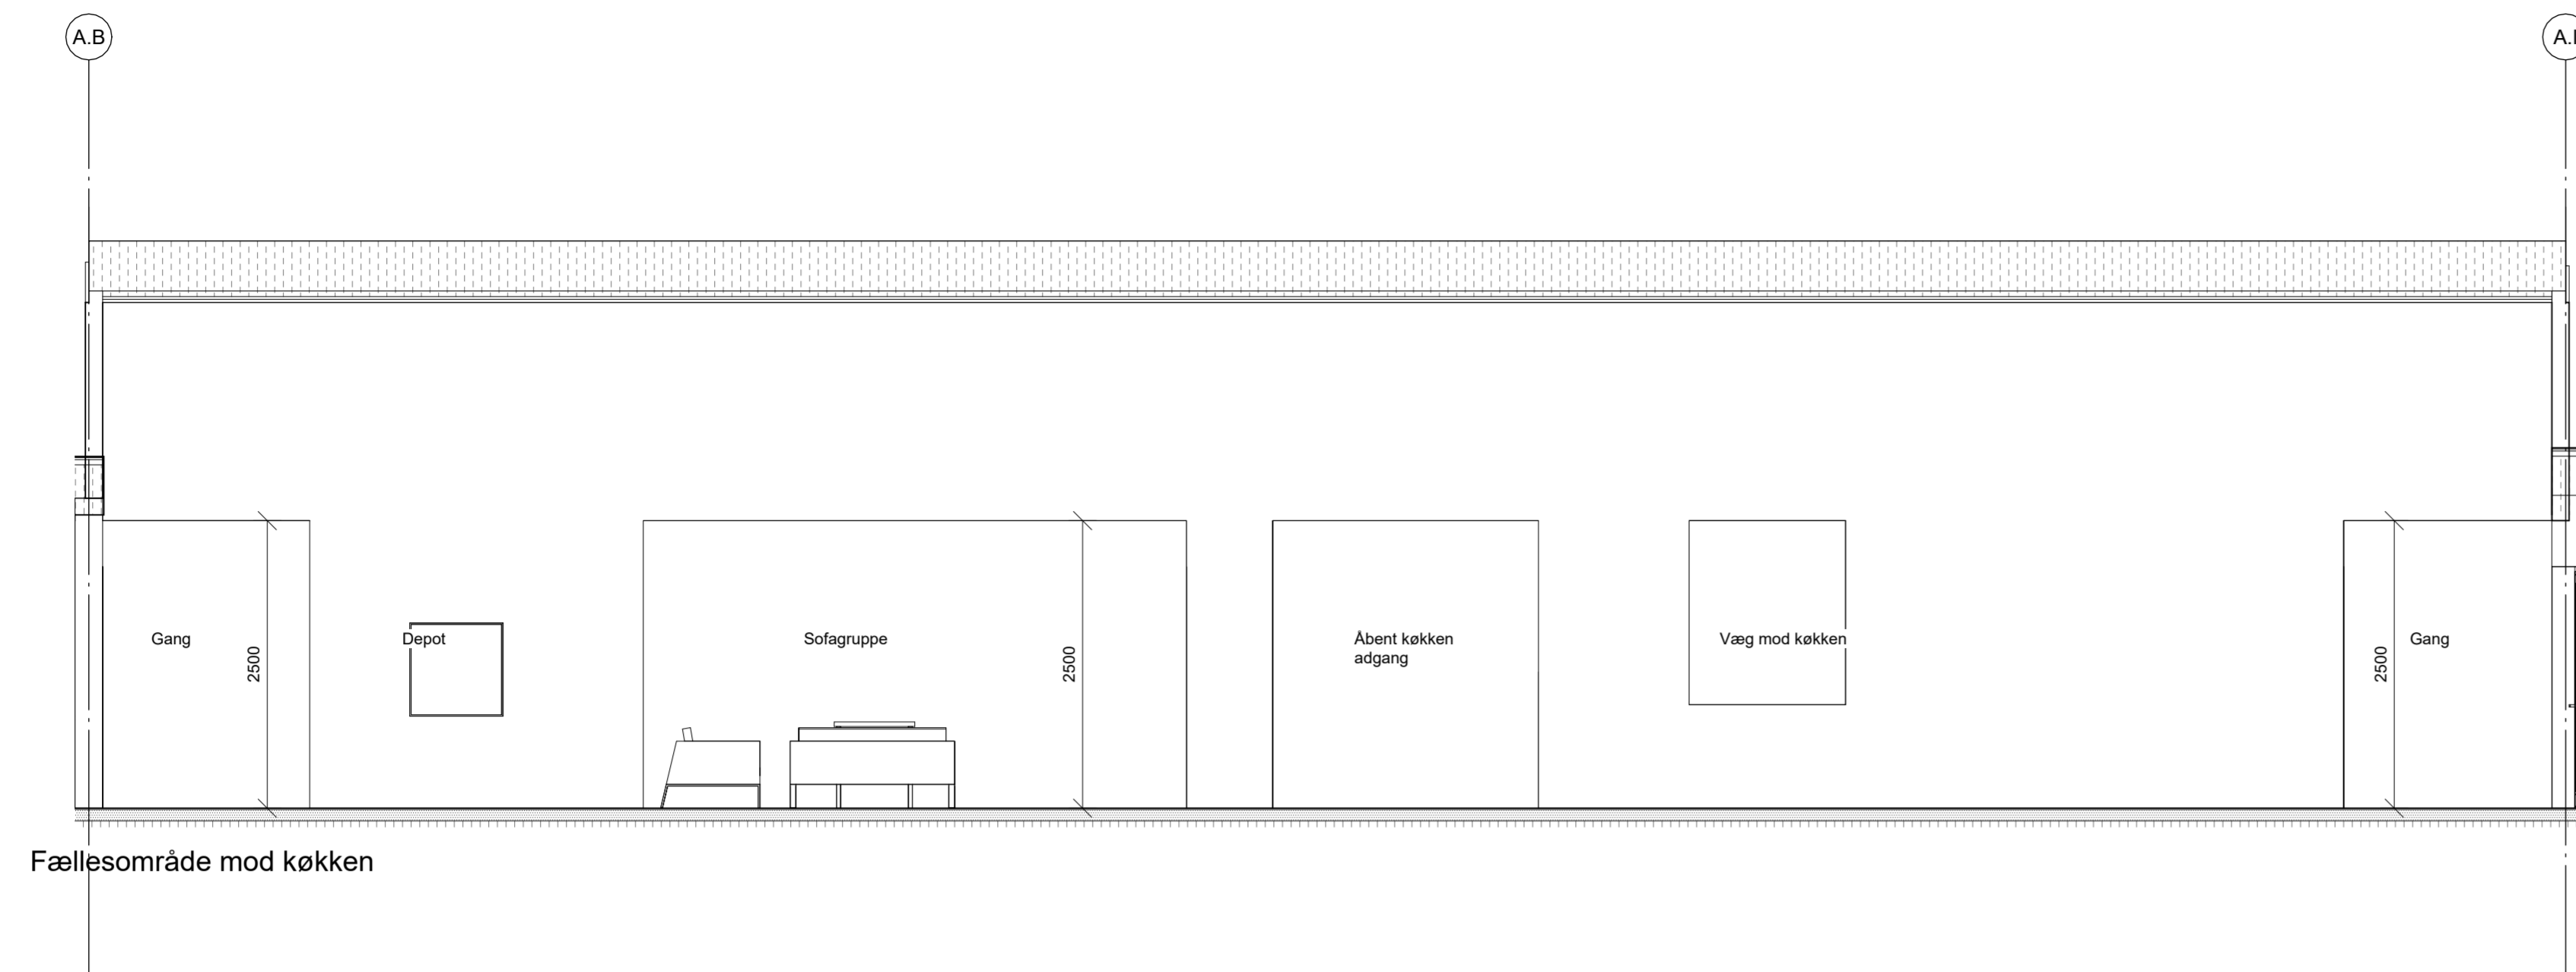 A.B
Gang
2500
Depot
Sofagruppe
2500
Åbent køkken
adgang
Væg mod køkken
2500
Gang
Fællesområde mod køkken